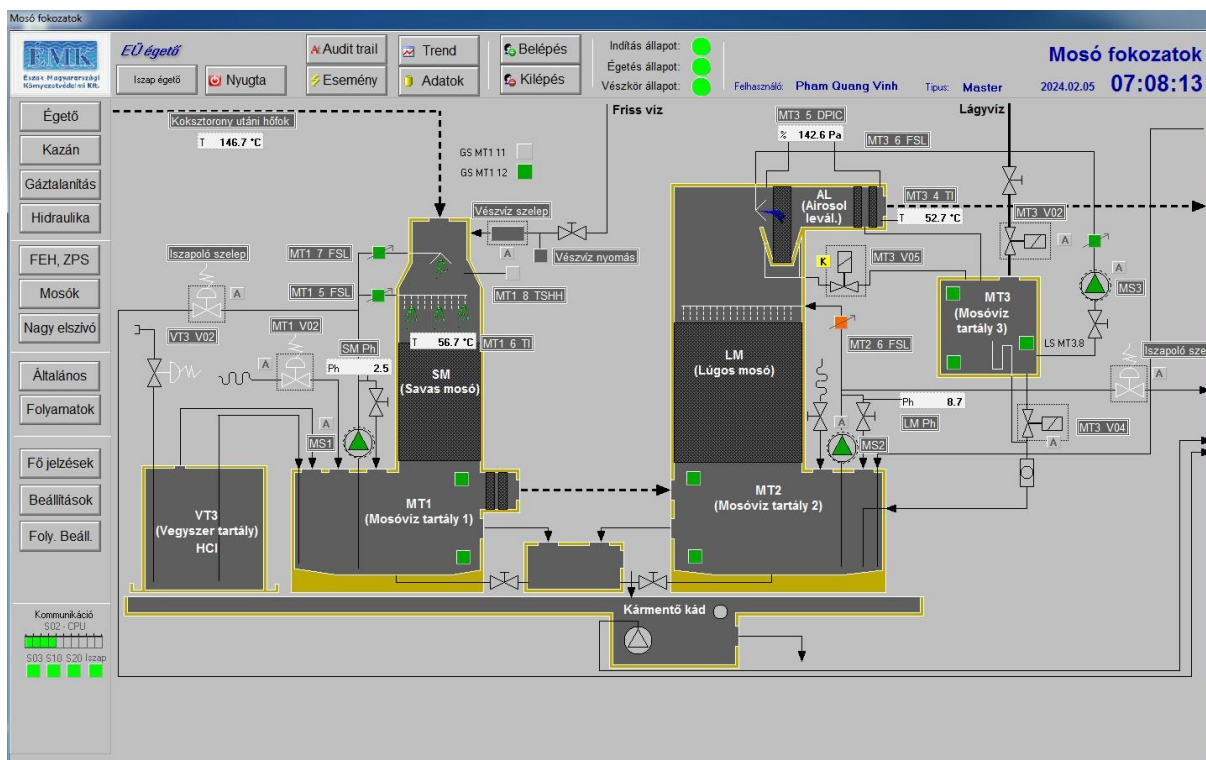 Mosó fokozatok
ÉMK
Észak-Magyarországi
Környezetvédelmi Kft.
EÜ égető
Iszap égető
Nyugta
Audit trail
Esemény
Trend
Adatok
Belépés
Kilépés
Indítás állapot:
Égetés állapot:
Vészkör állapot:
Felhasználó: Pham Quang Vinh
Típus: Master
Mosó fokozatok
2024.02.05 07:08:13
Égető
Kazán
Gáztalanítás
Hidraulika
FEH, ZPS
Mosók
Nagy elszívó
Általános
Folyamatok
Fő jelzések
Beállítások
Foly. Beáll.
Kommunikáció
S02 - CPU
S03 S10 S20 Iszap
Koksztorony utáni hőfok
T 146.7 °C
GS MT1 11
GS MT1 12
Friss víz
Vészvíz szelep
A
Vészvíz nyomás
MT1 7 FSL
MT1 5 FSL
MT1 8 TSHH
T 56.7 °C
MT1 6 TI
SM
(Savas mosó)
Iszapoló szelep
A
VT3 V02
MT1 V02
A
SM Ph
Ph 2.5
A
MS1
VT3
(Vegyszer tartály)
HCl
MT1
(Mosóvíz tartály 1)
MT3 5 DPIC
% 142.6 Pa
MT3 6 FSL
AL
(Airosol
levál.)
MT3 4 TI
T 52.7 °C
Lágyvíz
MT3 V02
A
K
MT3 V05
A
MS3
MT3
(Mosóvíz
tartály 3)
LS MT3.8
MT2 6 FSL
LM
(Lúgos mosó)
Iszapoló sze
A
Ph 8.7
LM Ph
A
MS2
MT3 V04
A
MT2
(Mosóvíz tartály 2)
Kármentő kád